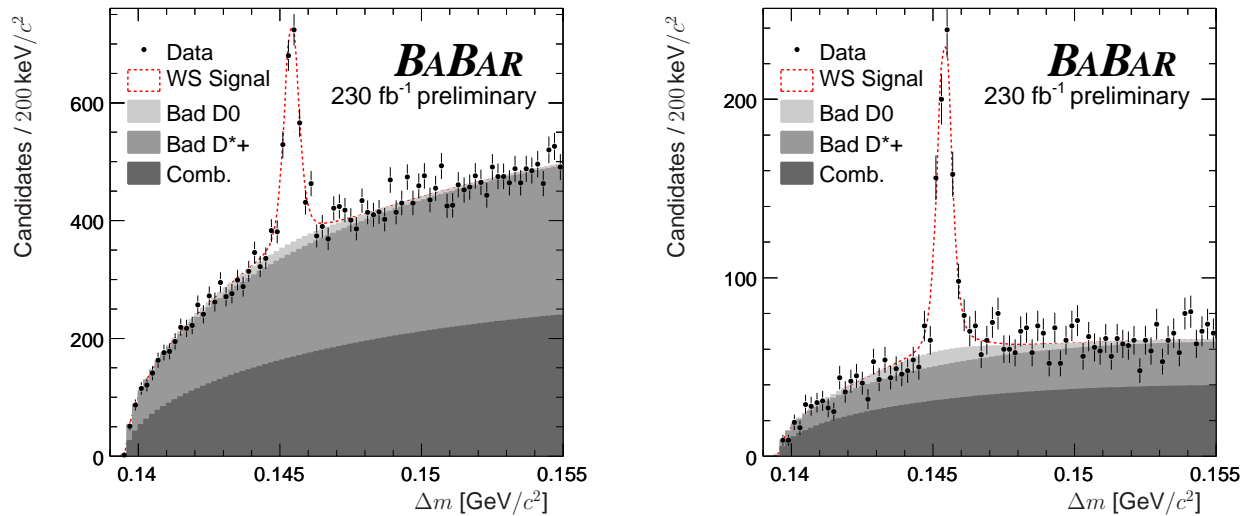 Candidates / 200 keV/c²
600
400
200
0
Data
WS Signal
Bad D0
Bad D*+
Comb.
BABAR
230 fb⁻¹ preliminary
0.14
0.145
0.15
0.155
Δm [GeV/c²]
Candidates / 200 keV/c²
200
100
0
Data
WS Signal
Bad D0
Bad D*+
Comb.
BABAR
230 fb⁻¹ preliminary
0.14
0.145
0.15
0.155
Δm [GeV/c²]